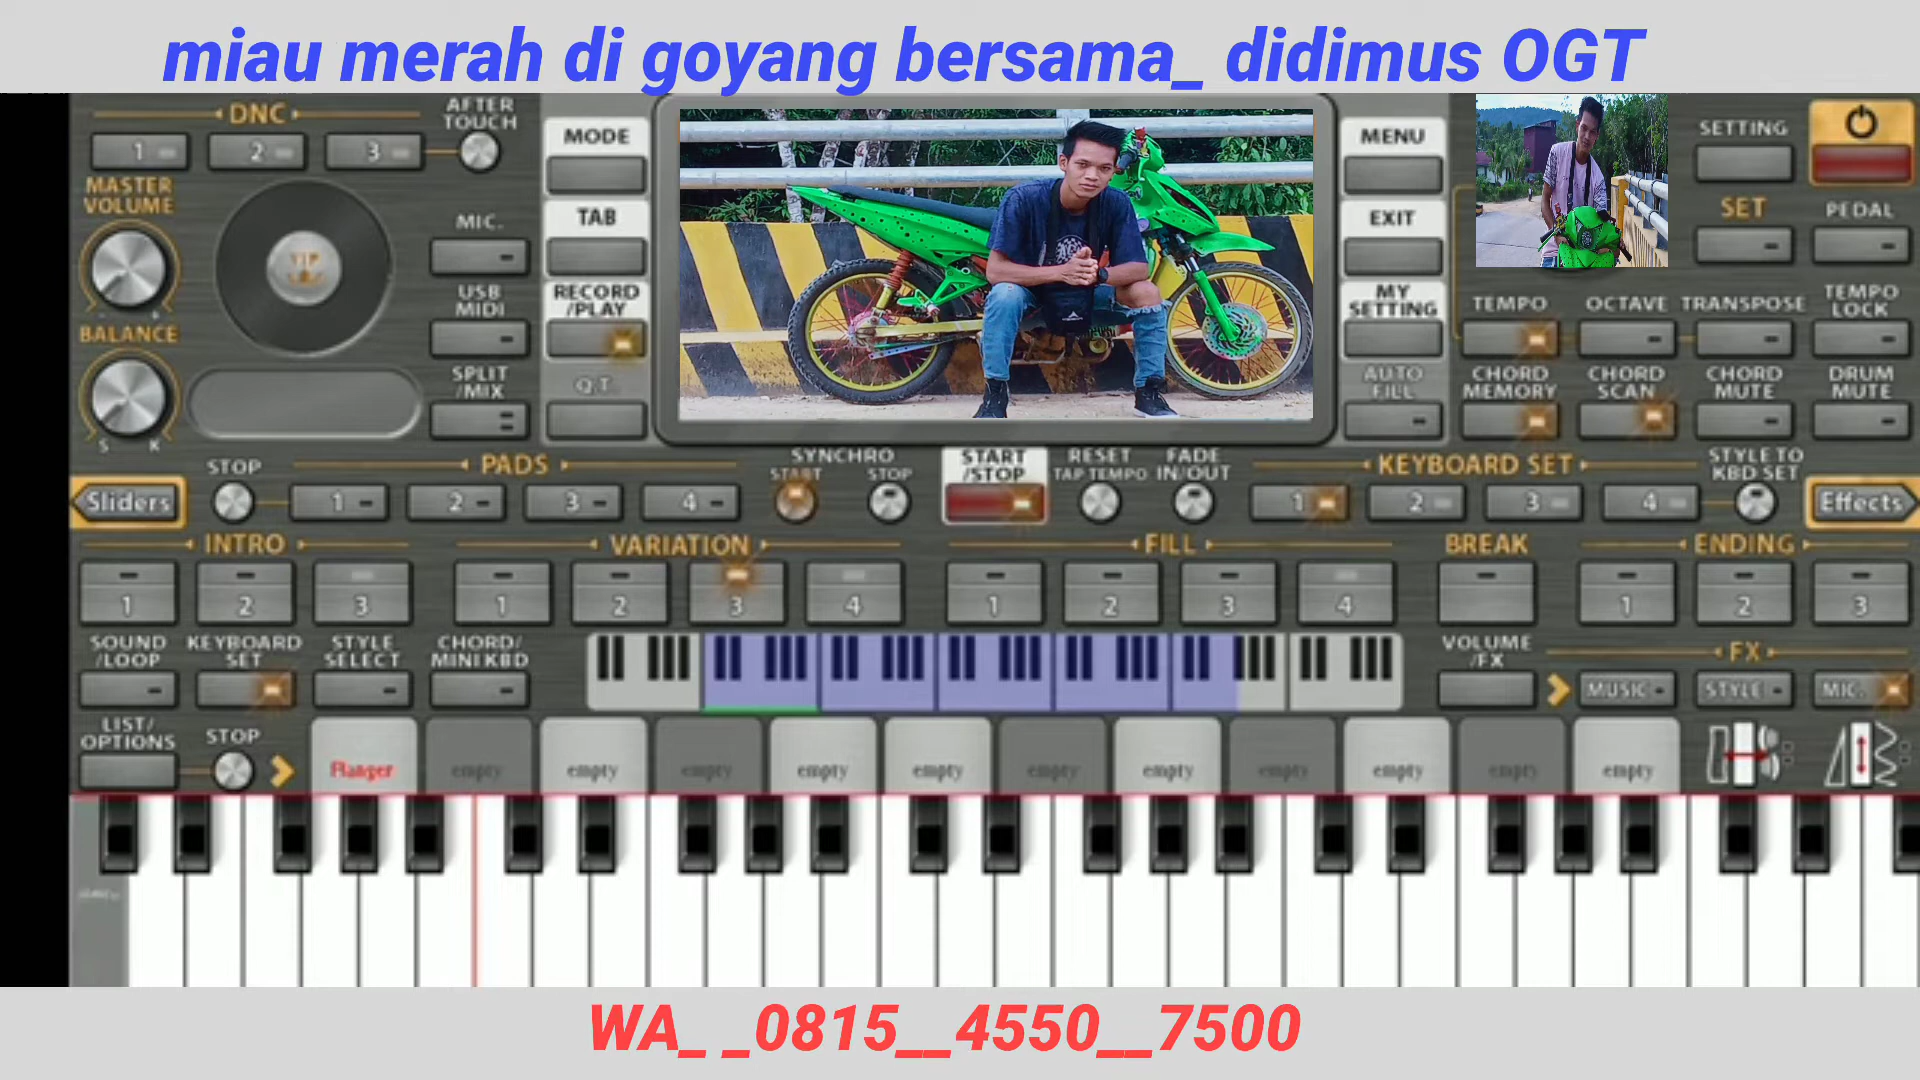 miau merah di goyang bersama_ didimus OGT
DNC
AFTER TOUCH
1 2 3
MODE
MENU
SETTING
MASTER VOLUME
MIC.
TAB
EXIT
SET
PEDAL
USB MIDI
RECORD /PLAY
MY SETTING
TEMPO
OCTAVE
TRANSPOSE
TEMPO LOCK
BALANCE
S K
SPLIT /MIX
Q.T.
AUTO FILL
CHORD MEMORY
CHORD SCAN
CHORD MUTE
DRUM MUTE
Sliders
STOP
PADS
1 2 3 4
SYNCHRO
START
STOP
START /STOP
RESET
TAP TEMPO
FADE IN/OUT
KEYBOARD SET
1 2 3 4
STYLE TO KBD SET
Effects
INTRO
VARIATION
FILL
BREAK
ENDING
1 2 3
1 2 3 4
1 2 3 4
1 2 3
SOUND /LOOP
KEYBOARD SET
STYLE SELECT
CHORD/ MINI KBD
VOLUME /FX
FX
MUSIC
STYLE
MIC.
LIST/ OPTIONS
STOP
Flanger empty empty empty empty empty empty empty empty empty empty empty
WA_ _0815__4550__7500